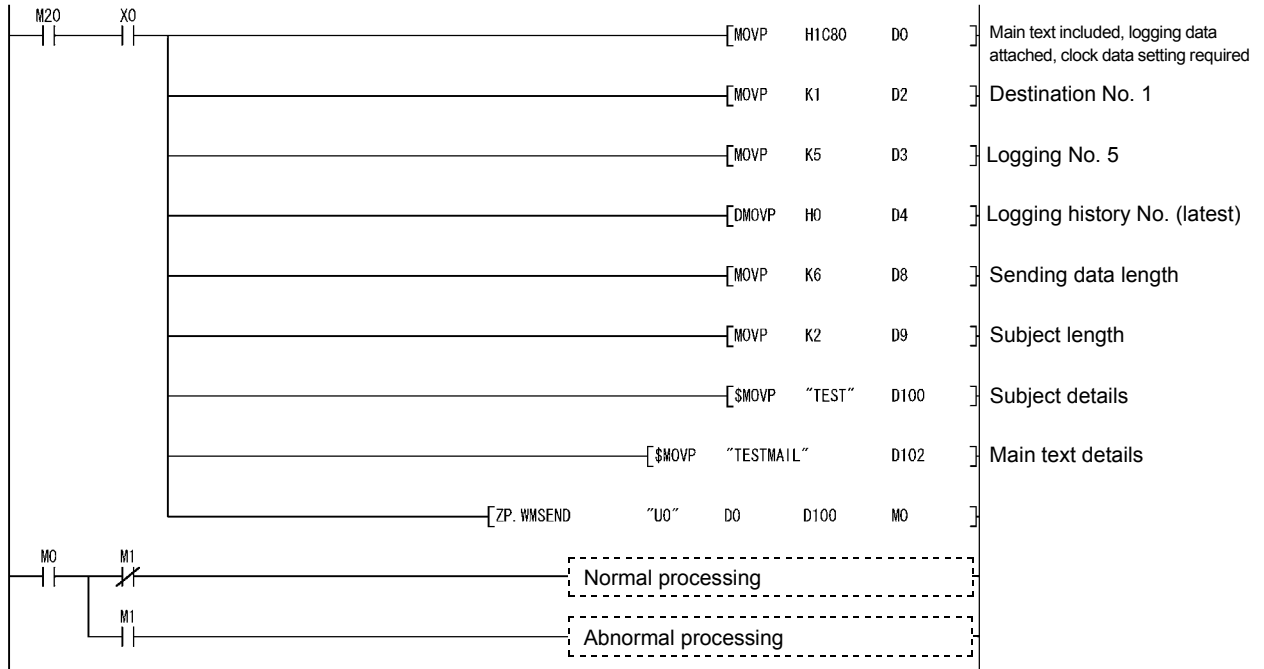 M20 X0
[MOVP H1C80 D0 ] Main text included, logging data
attached, clock data setting required
[MOVP K1 D2 ] Destination No. 1
[MOVP K5 D3 ] Logging No. 5
[DMOVP H0 D4 ] Logging history No. (latest)
[MOVP K6 D8 ] Sending data length
[MOVP K2 D9 ] Subject length
[$MOVP "TEST" D100 ] Subject details
[$MOVP "TESTMAIL" D102 ] Main text details
[ZP.WMSEND "U0" D0 D100 M0 ]
M0 M1
Normal processing
M1
Abnormal processing